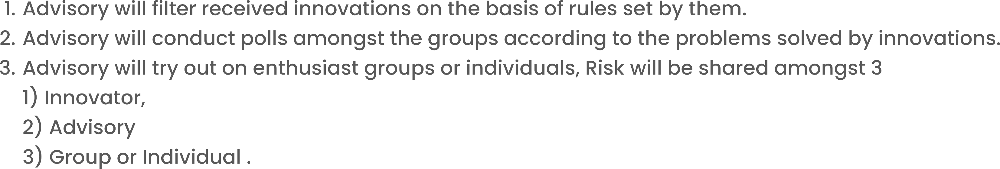 1. Advisory will filter received innovations on the basis of rules set by them.
2. Advisory will conduct polls amongst the groups according to the problems solved by innovations.
3. Advisory will try out on enthusiast groups or individuals, Risk will be shared amongst 3
1) Innovator,
2) Advisory
3) Group or Individual .